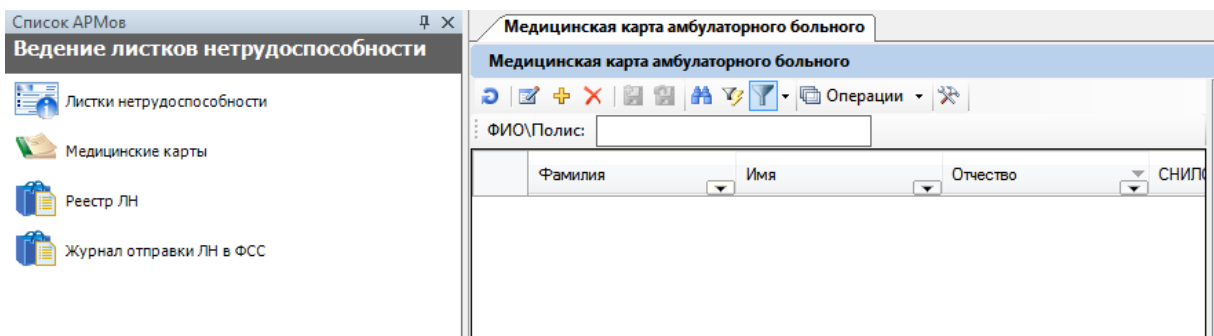 Список АРМов
Ведение листков нетрудоспособности
Листки нетрудоспособности
Медицинские карты
Реестр ЛН
Журнал отправки ЛН в ФСС
Медицинская карта амбулаторного больного
Медицинская карта амбулаторного больного
Операции
ФИО\Полис:
Фамилия Имя Отчество СНИЛС